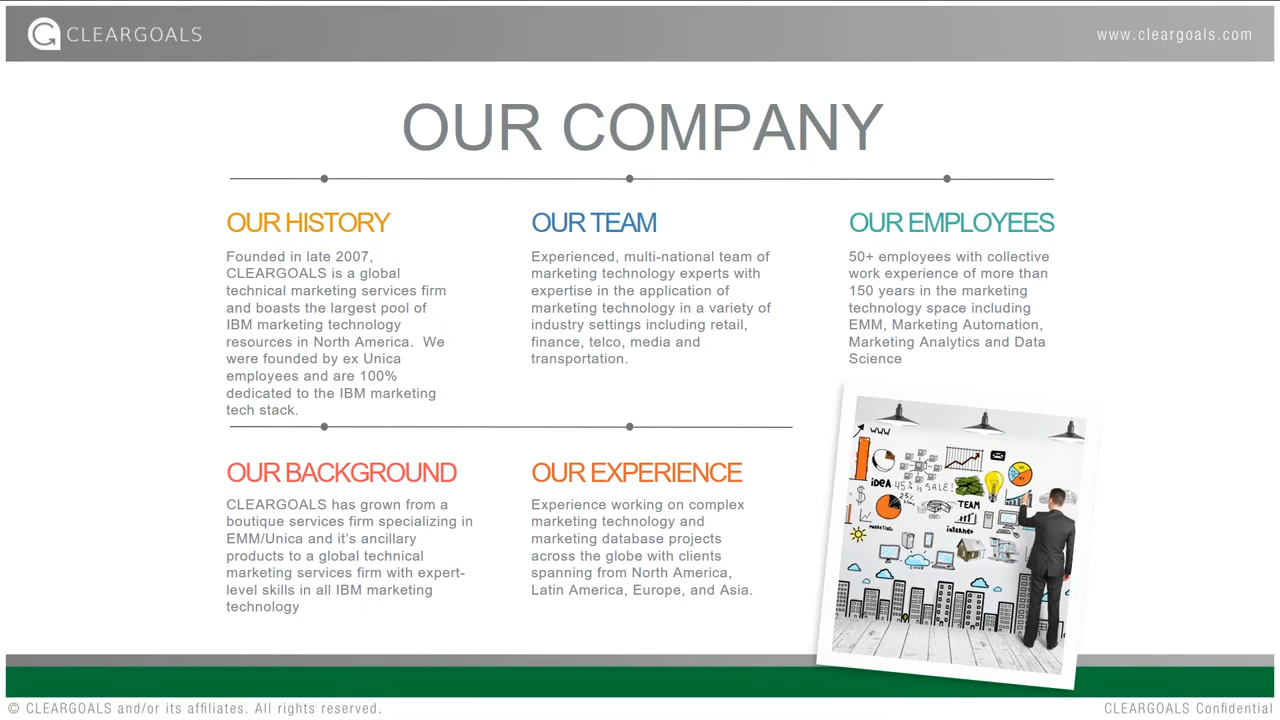 CLEARGOALS
www.cleargoals.com
OUR COMPANY
OUR HISTORY
Founded in late 2007,
CLEARGOALS is a global
technical marketing services firm
and boasts the largest pool of
IBM marketing technology
resources in North America. We
were founded by ex Unica
employees and are 100%
dedicated to the IBM marketing
tech stack.
OUR TEAM
Experienced, multi-national team of
marketing technology experts with
expertise in the application of
marketing technology in a variety of
industry settings including retail,
finance, telco, media and
transportation.
OUR EMPLOYEES
50+ employees with collective
work experience of more than
150 years in the marketing
technology space including
EMM, Marketing Automation,
Marketing Analytics and Data
Science
OUR BACKGROUND
CLEARGOALS has grown from a
boutique services firm specializing in
EMM/Unica and it's ancillary
products to a global technical
marketing services firm with expert-
level skills in all IBM marketing
technology
OUR EXPERIENCE
Experience working on complex
marketing technology and
marketing database projects
across the globe with clients
spanning from North America,
Latin America, Europe, and Asia.
WWW
iDEA
45% is SALE!
25%
TEAM
marketing
internet
CLOUD
© CLEARGOALS and/or its affiliates. All rights reserved.
CLEARGOALS Confidential